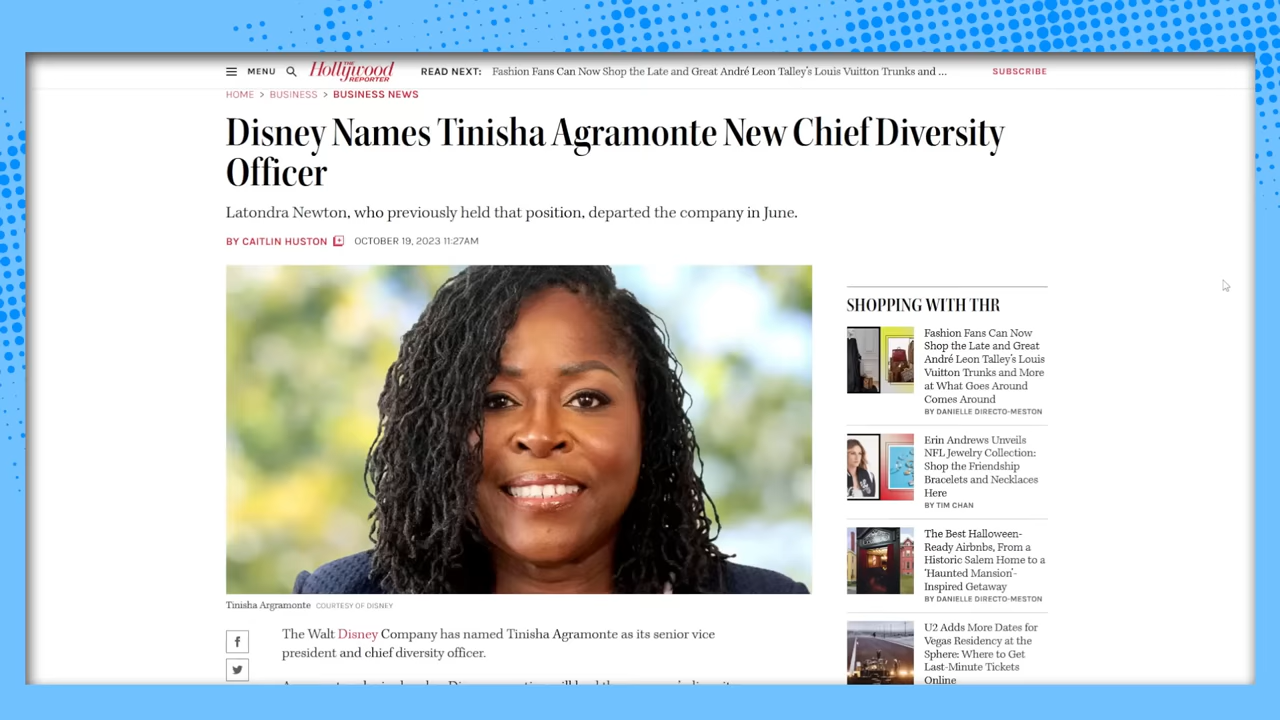 MENU
THE
Hollywood
REPORTER
READ NEXT: Fashion Fans Can Now Shop the Late and Great André Leon Talley's Louis Vuitton Trunks and ...
SUBSCRIBE
HOME > BUSINESS > BUSINESS NEWS
Disney Names Tinisha Agramonte New Chief Diversity
Officer
Latondra Newton, who previously held that position, departed the company in June.
BY CAITLIN HUSTON OCTOBER 19, 2023 11:27AM
Tinisha Argramonte COURTESY OF DISNEY
The Walt Disney Company has named Tinisha Agramonte as its senior vice
president and chief diversity officer.
SHOPPING WITH THR
Fashion Fans Can Now
Shop the Late and Great
André Leon Talley's Louis
Vuitton Trunks and More
at What Goes Around
Comes Around
BY DANIELLE DIRECTO-MESTON
Erin Andrews Unveils
NFL Jewelry Collection:
Shop the Friendship
Bracelets and Necklaces
Here
BY TIM CHAN
The Best Halloween-
Ready Airbnbs, From a
Historic Salem Home to a
'Haunted Mansion'-
Inspired Getaway
BY DANIELLE DIRECTO-MESTON
U2 Adds More Dates for
Vegas Residency at the
Sphere: Where to Get
Last-Minute Tickets
Online